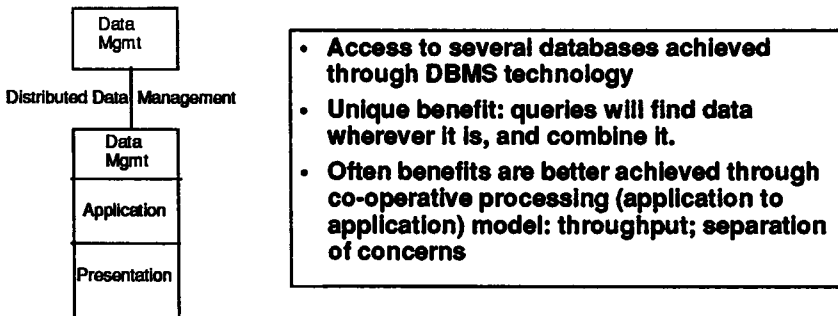 Data
Mgmt
Distributed Data Management
Data
Mgmt
Application
Presentation
• Access to several databases achieved
through DBMS technology
• Unique benefit: queries will find data
wherever it is, and combine it.
• Often benefits are better achieved through
co-operative processing (application to
application) model: throughput; separation
of concerns